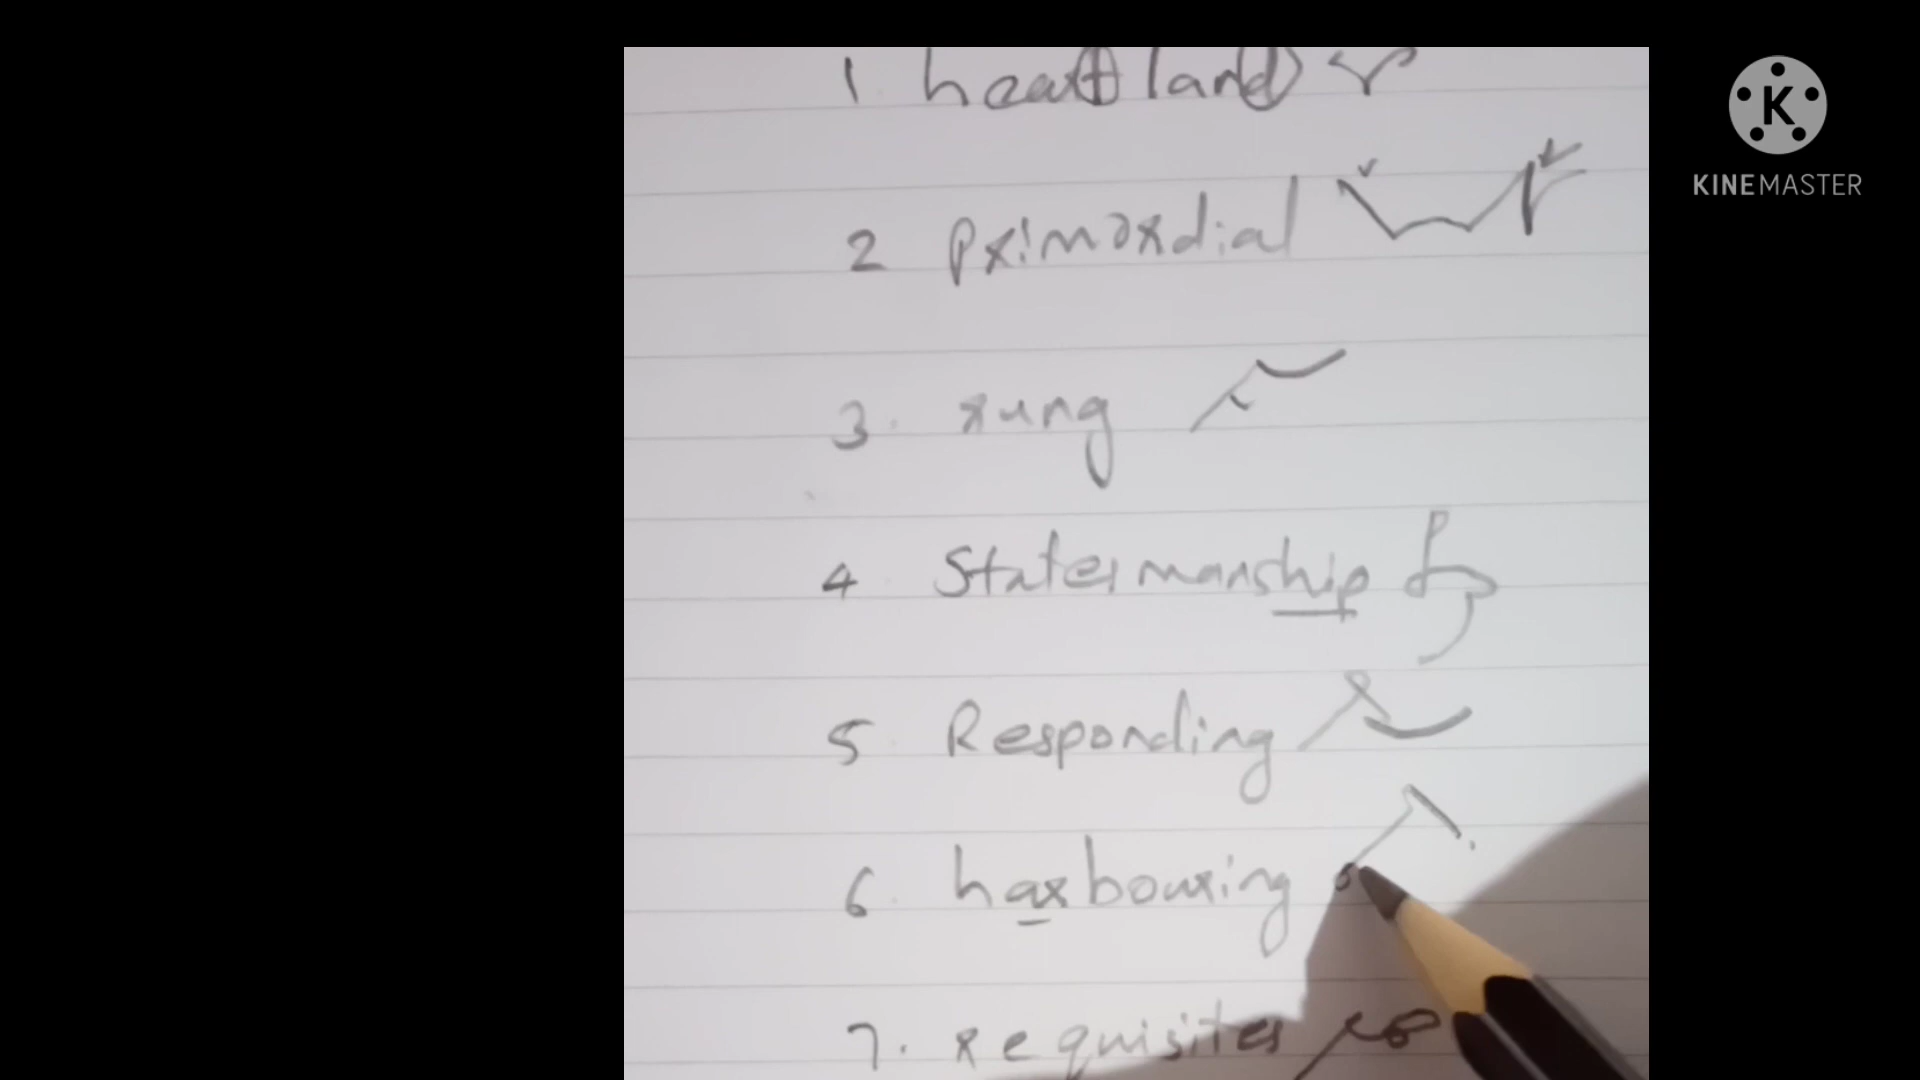 1 heartland
KINEMASTER
2 primordial
3. rung
4 Statesmanship
5 Responding
6. harbouring
7. requisites